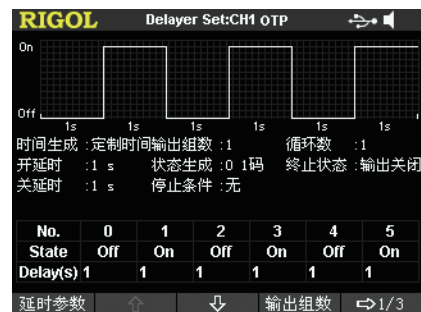 RIGOL Delayer Set:CH1 OTP
On
Off
1s 1s 1s 1s 1s 1s
时间生成 :定制时间输出组数 :1 循环数 :1
开延时 :1 s 状态生成 :0 1码 终止状态 :输出关闭
关延时 :1 s 停止条件 :无
No. 0 1 2 3 4 5
State Off On Off On Off On
Delay(s) 1 1 1 1 1 1
延时参数 输出组数 1/3